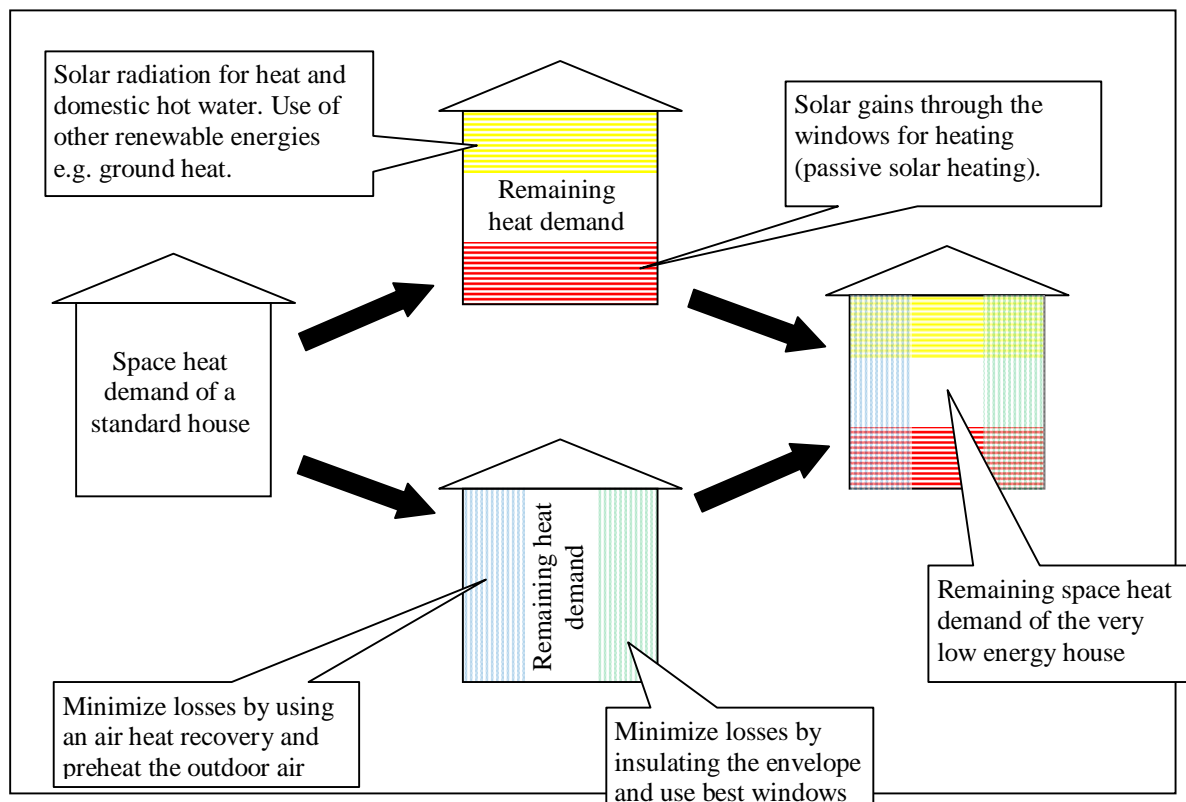 Solar radiation for heat and
domestic hot water. Use of
other renewable energies
e.g. ground heat.
Solar gains through the
windows for heating
(passive solar heating).
Remaining
heat demand
Space heat
demand of a
standard house
Remaining heat
demand
Remaining space heat
demand of the very
low energy house
Minimize losses by using
an air heat recovery and
preheat the outdoor air
Minimize losses by
insulating the envelope
and use best windows